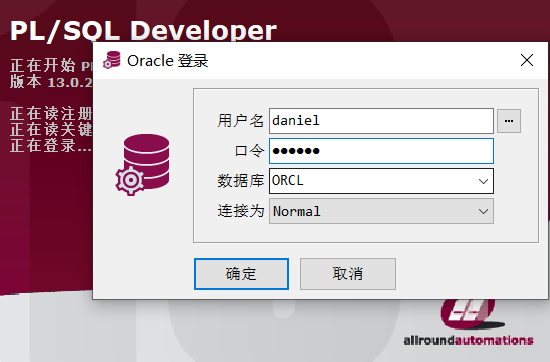 PL/SQL Developer
Oracle 登录
正在开始
版本 13.0.2
正在读注册
正在读关键
正在登录...
用户名
daniel
...
口令
●●●●●●
数据库
ORCL
连接为
Normal
确定
取消
allroundautomations